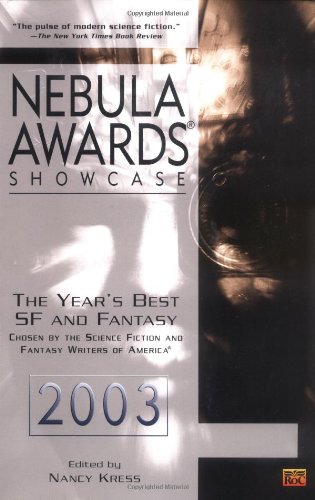 "The pulse of modern science fiction."
—The New York Times Book Review
NEBULA
AWARDS®
SHOWCASE
THE YEAR'S BEST
SF AND FANTASY
CHOSEN BY THE SCIENCE FICTION AND
FANTASY WRITERS OF AMERICA®
2003
Edited by
NANCY KRESS
ROC